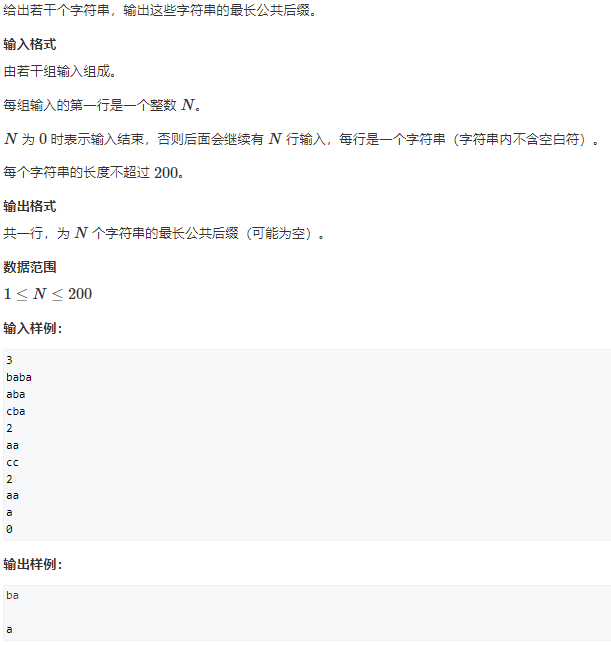 给出若干个字符串，输出这些字符串的最长公共后缀。
输入格式
由若干组输入组成。
每组输入的第一行是一个整数 N。
N 为 0 时表示输入结束，否则后面会继续有 N 行输入，每行是一个字符串（字符串内不含空白符）。
每个字符串的长度不超过 200。
输出格式
共一行，为 N 个字符串的最长公共后缀（可能为空）。
数据范围
1 ≤ N ≤ 200
输入样例：
3
baba
aba
cba
2
aa
cc
2
aa
a
0
输出样例：
ba

a